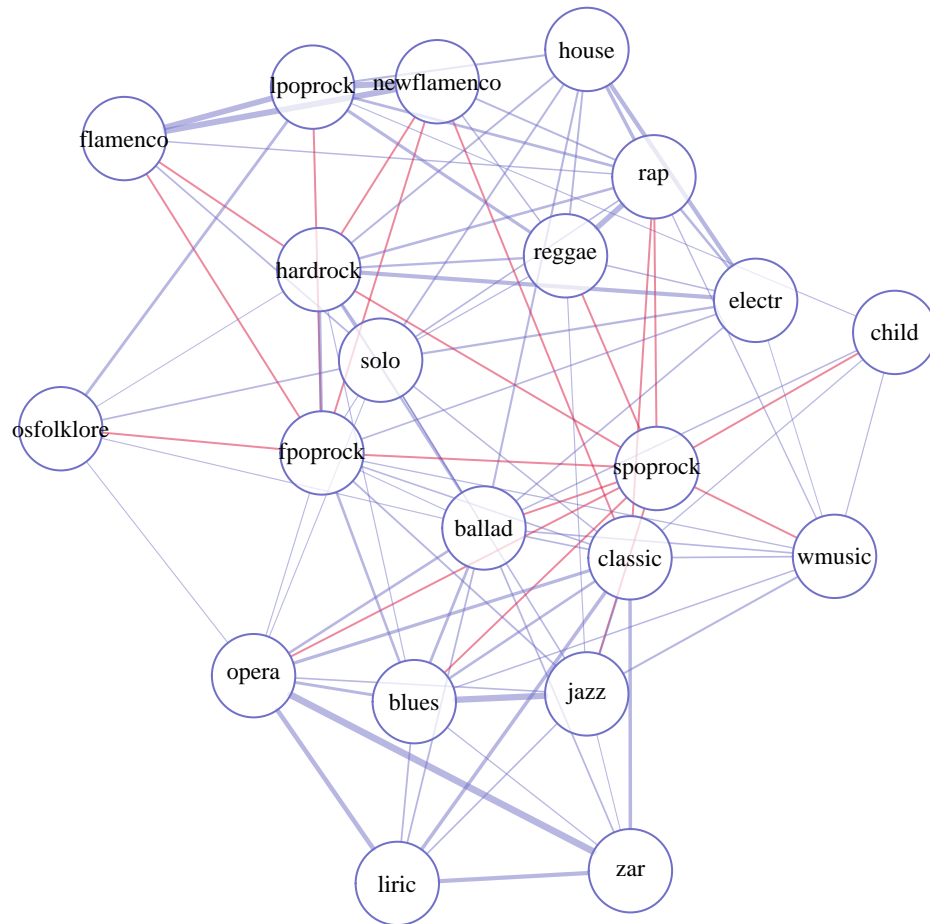 house
lpoprock
newflamenco
flamenco
rap
reggae
hardrock
electr
child
solo
osfolklore
fpoprock
spoprock
ballad
classic
wmusic
opera
blues
jazz
liric
zar